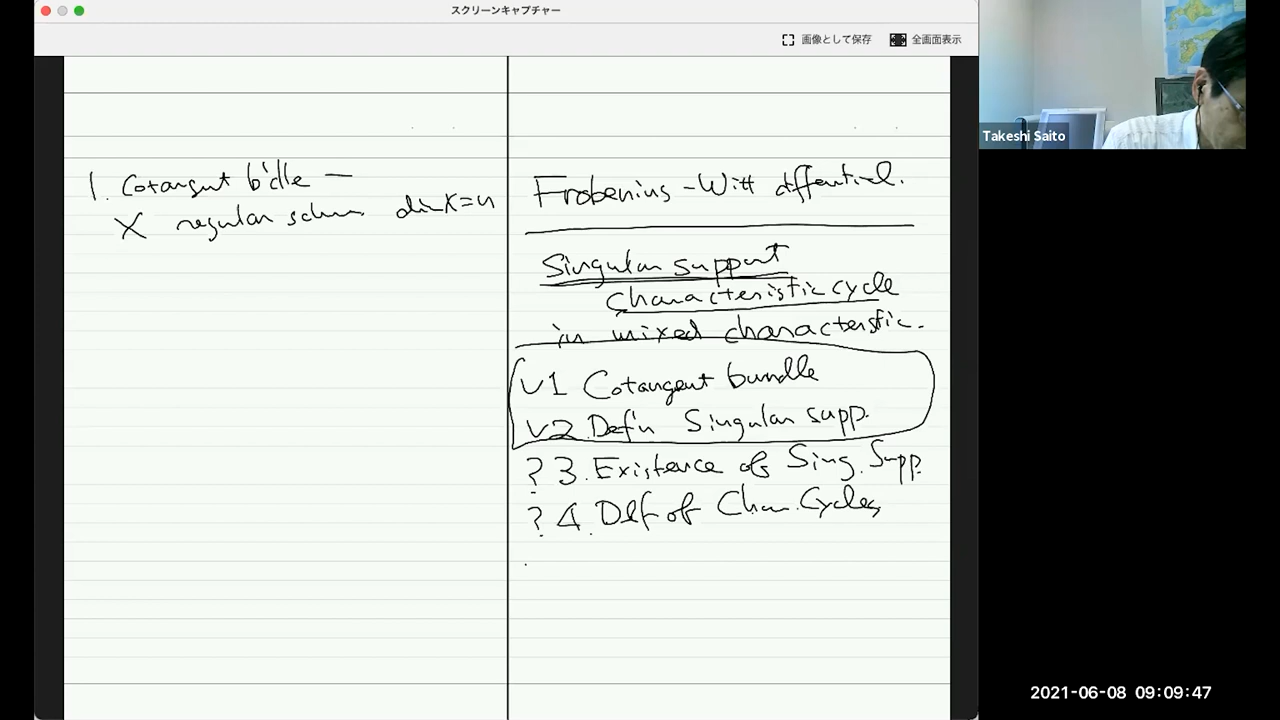 スクリーンキャプチャー
画像として保存 全画面表示
1. Cotangent b'dle —
X regular schem dim X=n
Frobenius-Witt differential.
Singular support
Characteristic cycle
in mixed characteristic.
√1 Cotangent bundle
√2. Def'n Singular supp.
? 3. Existence of Sing. Supp.
? 4. Def of Char. Cycles,
Takeshi Saito
2021-06-08 09:09:47